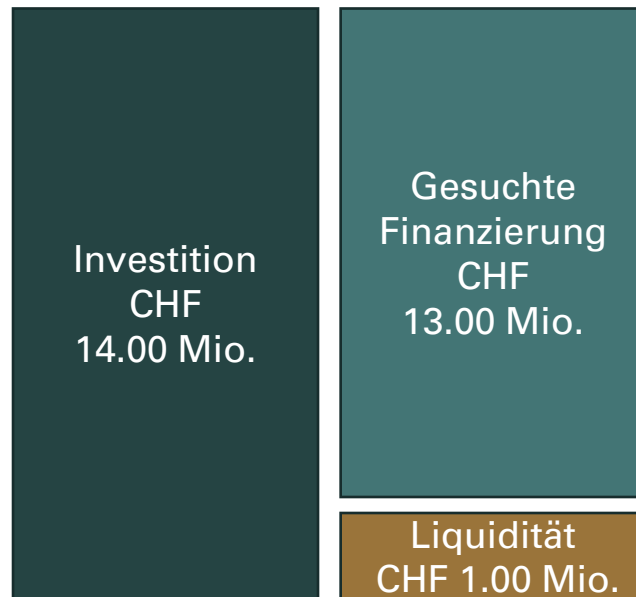 Investition
CHF
14.00 Mio.
Gesuchte
Finanzierung
CHF
13.00 Mio.
Liquidität
CHF 1.00 Mio.